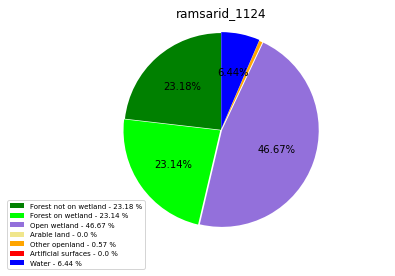 ramsarid_1124
6.44%
23.18%
46.67%
23.14%
Forest not on wetland - 23.18 %
Forest on wetland - 23.14 %
Open wetland - 46.67 %
Arable land - 0.0 %
Other openland - 0.57 %
Artificial surfaces - 0.0 %
Water - 6.44 %